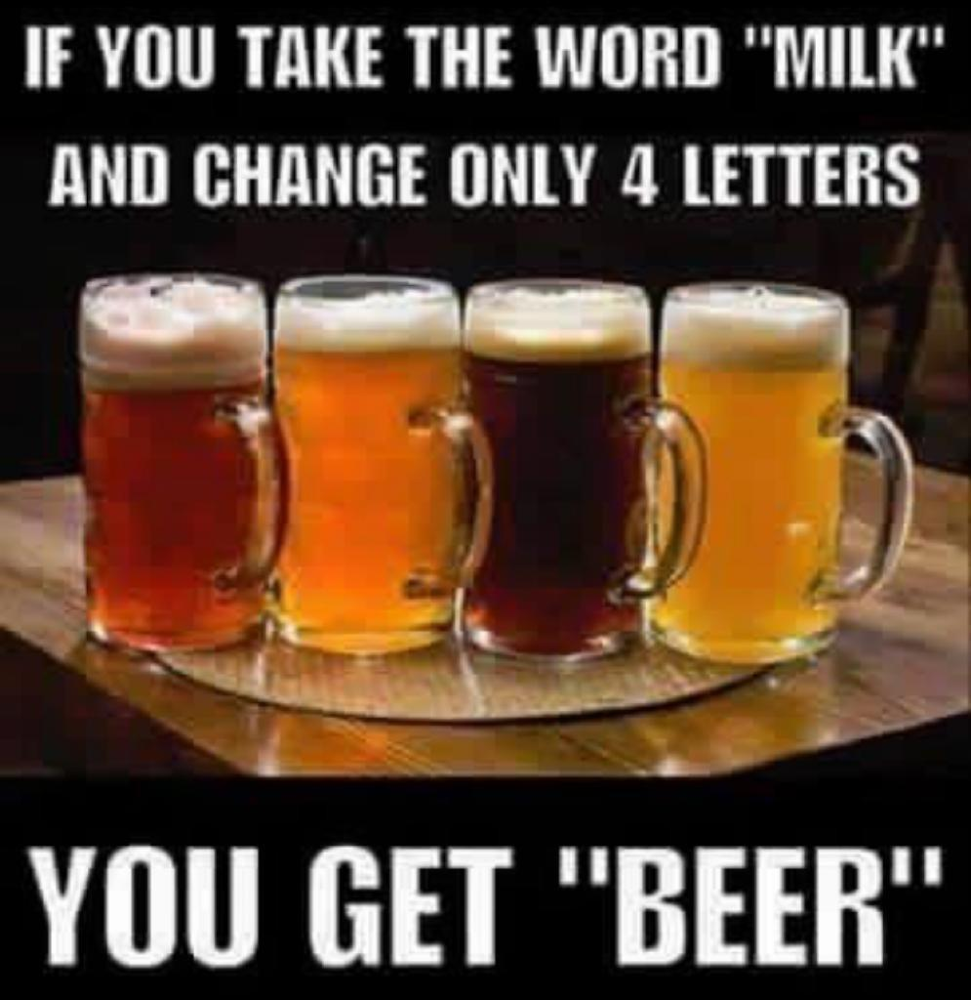 IF YOU TAKE THE WORD "MILK"
AND CHANGE ONLY 4 LETTERS
YOU GET "BEER"